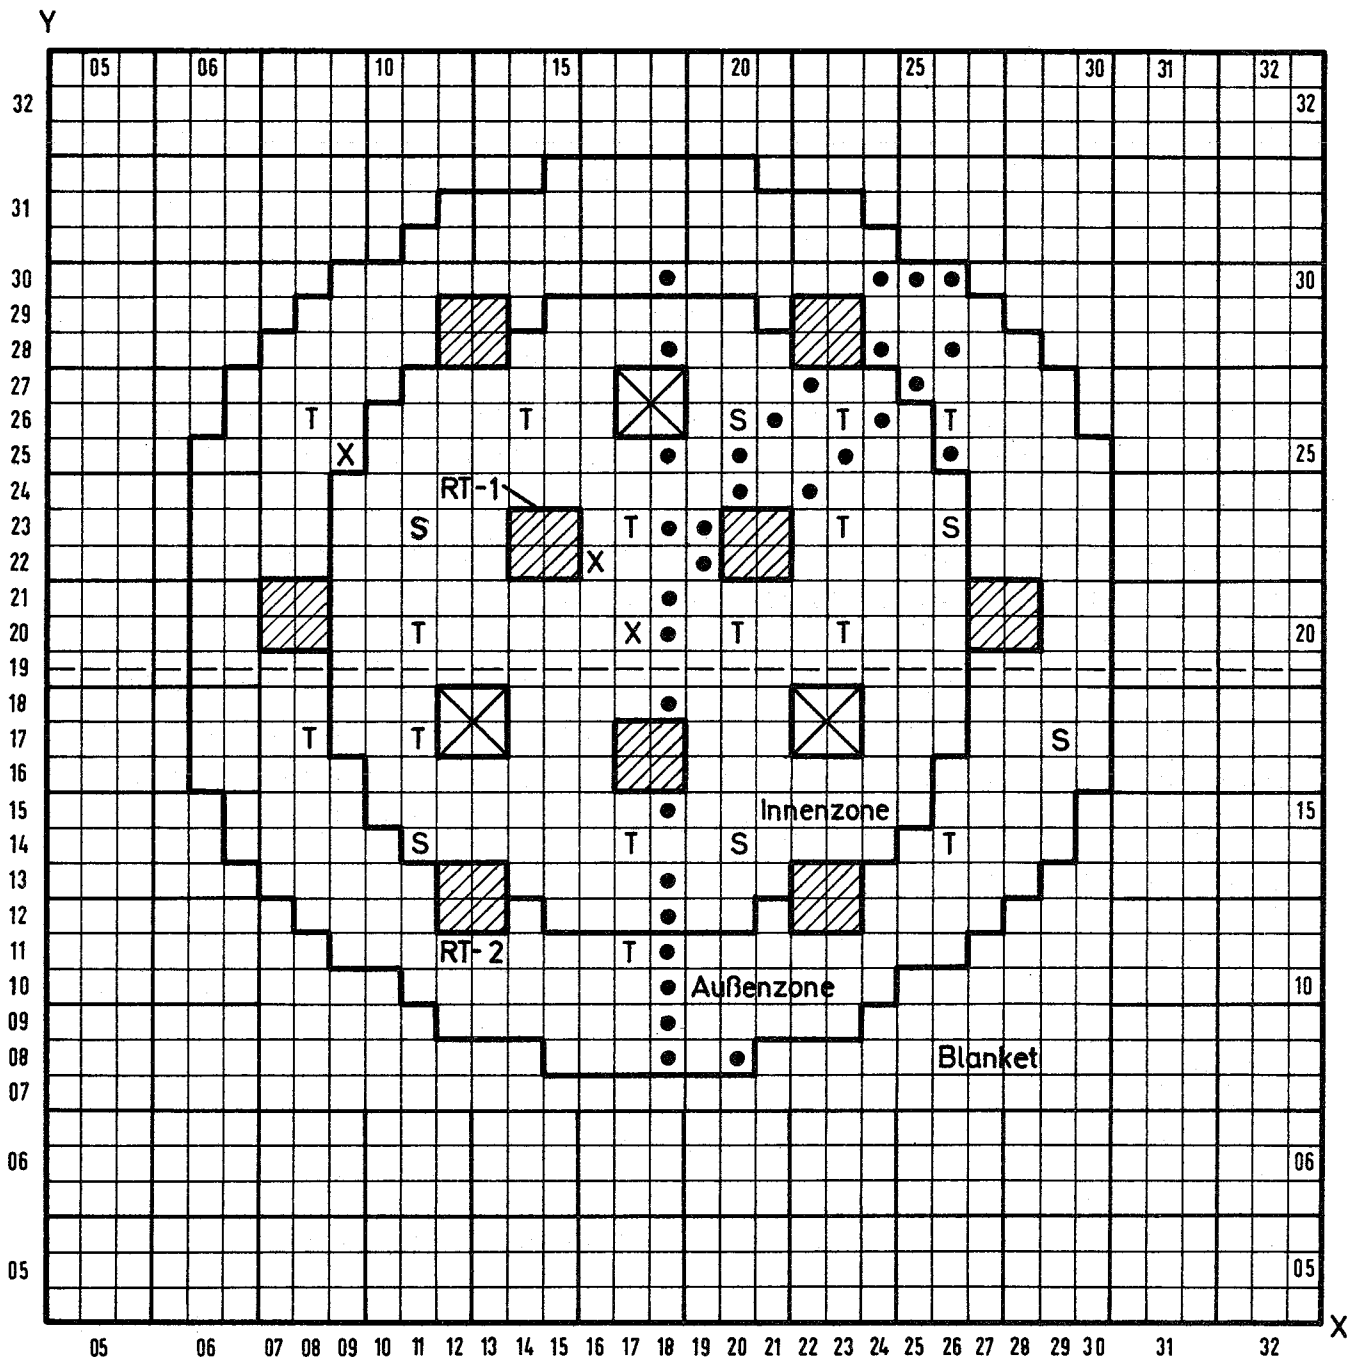 Y
05 06 10 15 20 25 30 31 32
32 32
31
30 30
29
28
27
T T S T T
26
X
25 25
RT-1
24
S T T S
23
X
22
21
T X T T
20 20
19
18
T T S
17
16
Innenzone
15 15
S T S T
14
13
12
RT-2 T
11
Außenzone
10 10
09
Blanket
08
07
06 06
05 05
X
05 06 07 08 09 10 11 12 13 14 15 16 17 18 19 20 21 22 23 24 25 26 27 28 29 30 31 32